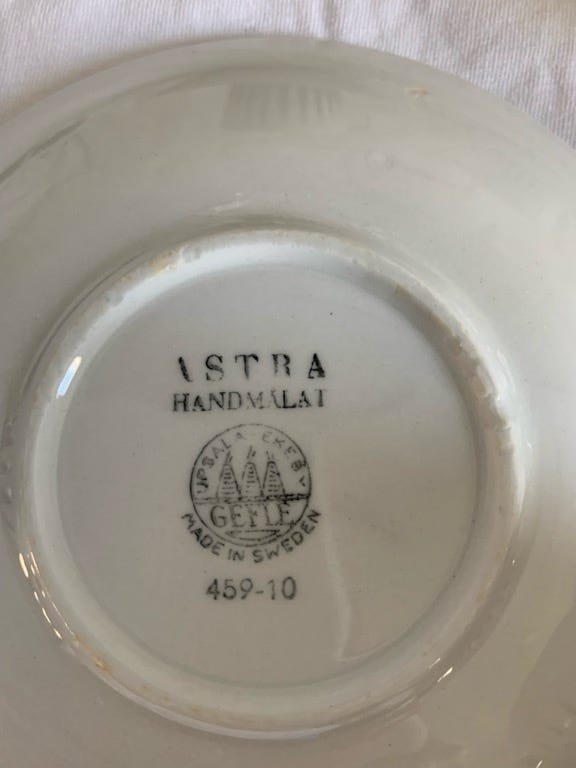 ASTRA
HANDMÅLAT
UPSALA-EKEBY
GEFLE
MADE IN SWEDEN
459-10